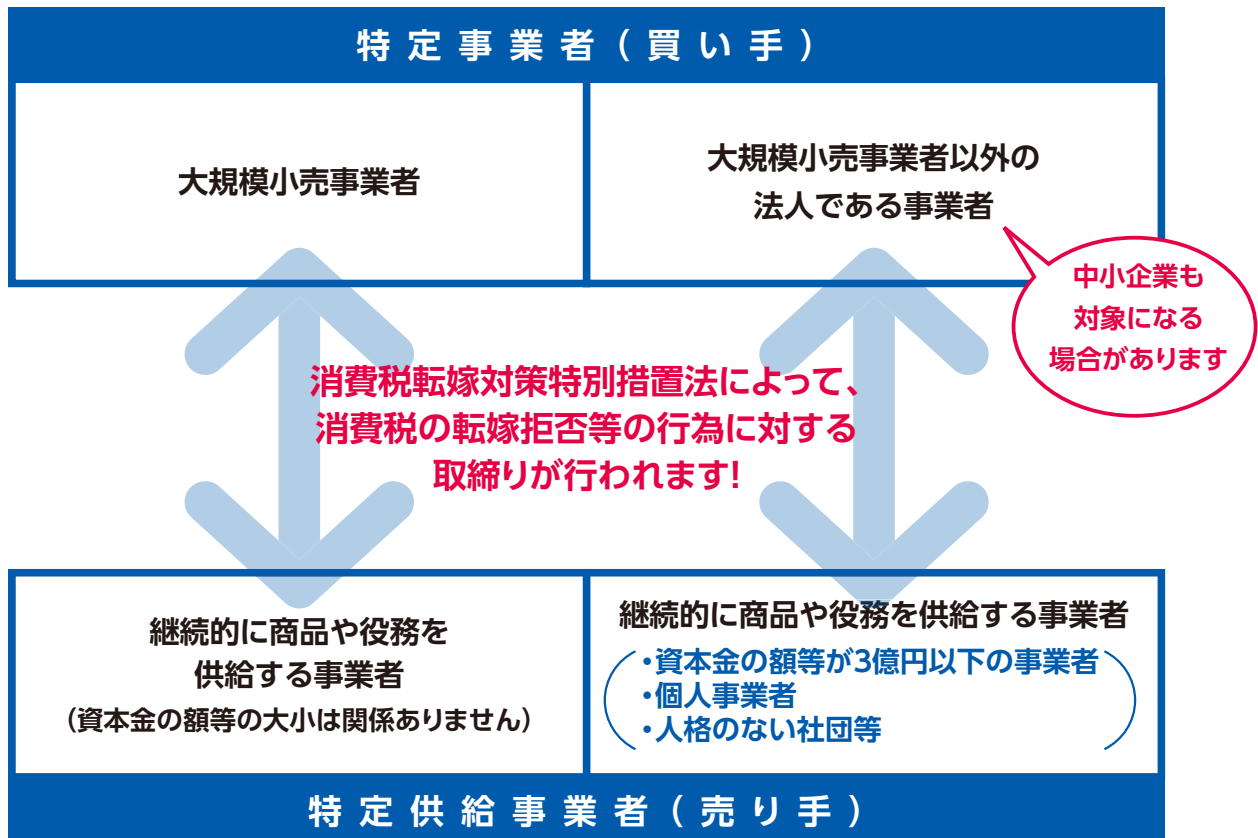 特定事業者（買い手）
大規模小売事業者
大規模小売事業者以外の
法人である事業者
中小企業も
対象になる
場合があります
消費税転嫁対策特別措置法によって、
消費税の転嫁拒否等の行為に対する
取締りが行われます!
継続的に商品や役務を
供給する事業者
（資本金の額等の大小は関係ありません）
継続的に商品や役務を供給する事業者
・資本金の額等が3億円以下の事業者
・個人事業者
・人格のない社団等
特定供給事業者（売り手）